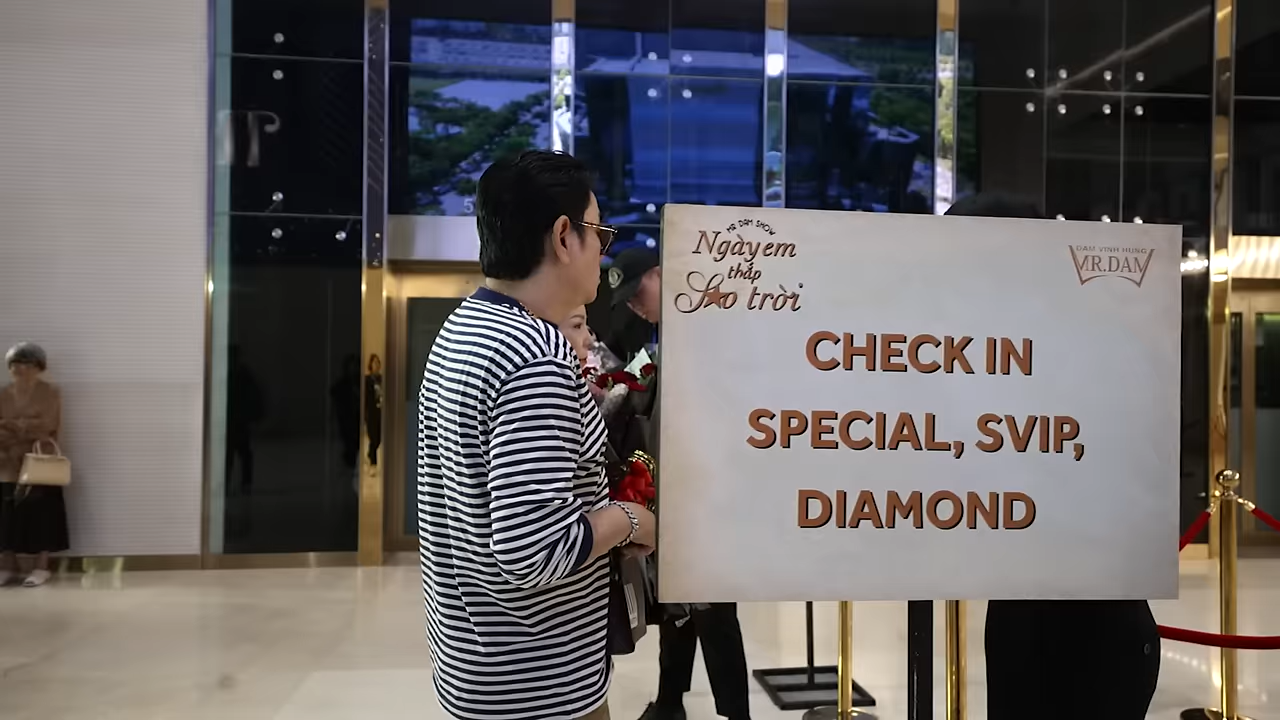 MR DAM SHOW
Ngày em
thắp
Sao trời
DAM VINH HUNG
MR.DAM
CHECK IN
SPECIAL, SVIP,
DIAMOND